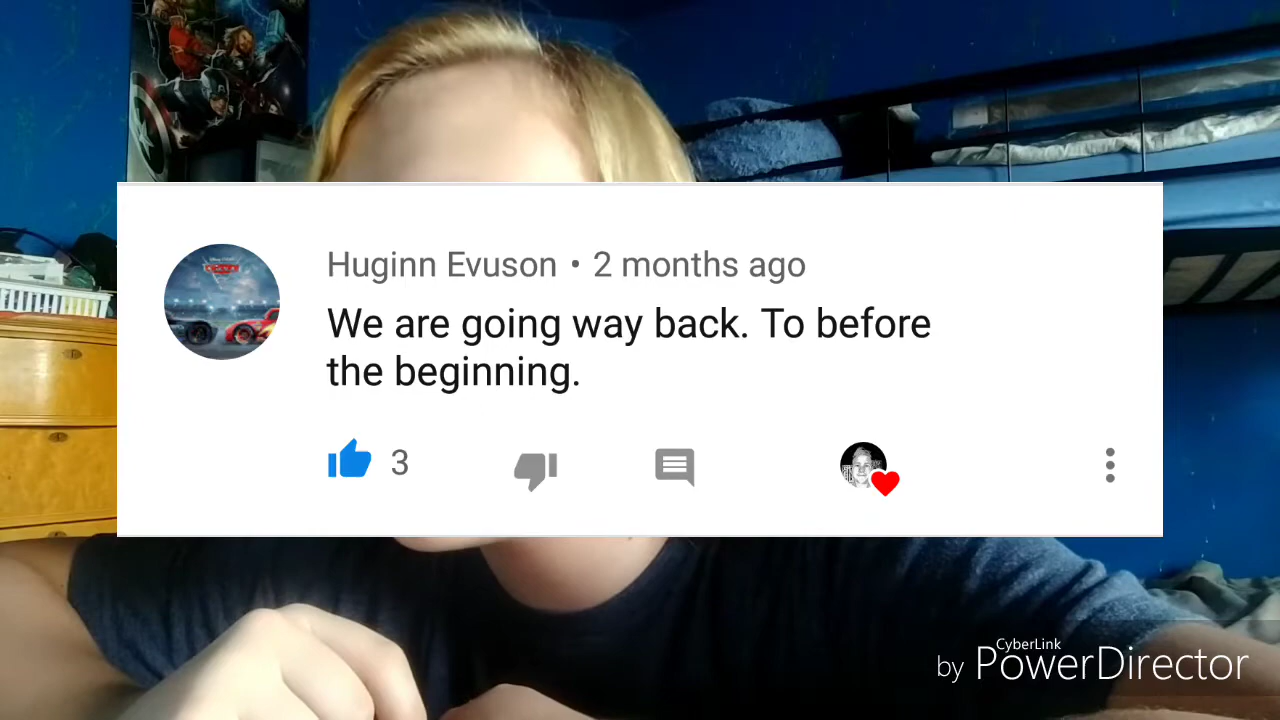 Huginn Evuson • 2 months ago
We are going way back. To before
the beginning.
3
CyberLink
by PowerDirector